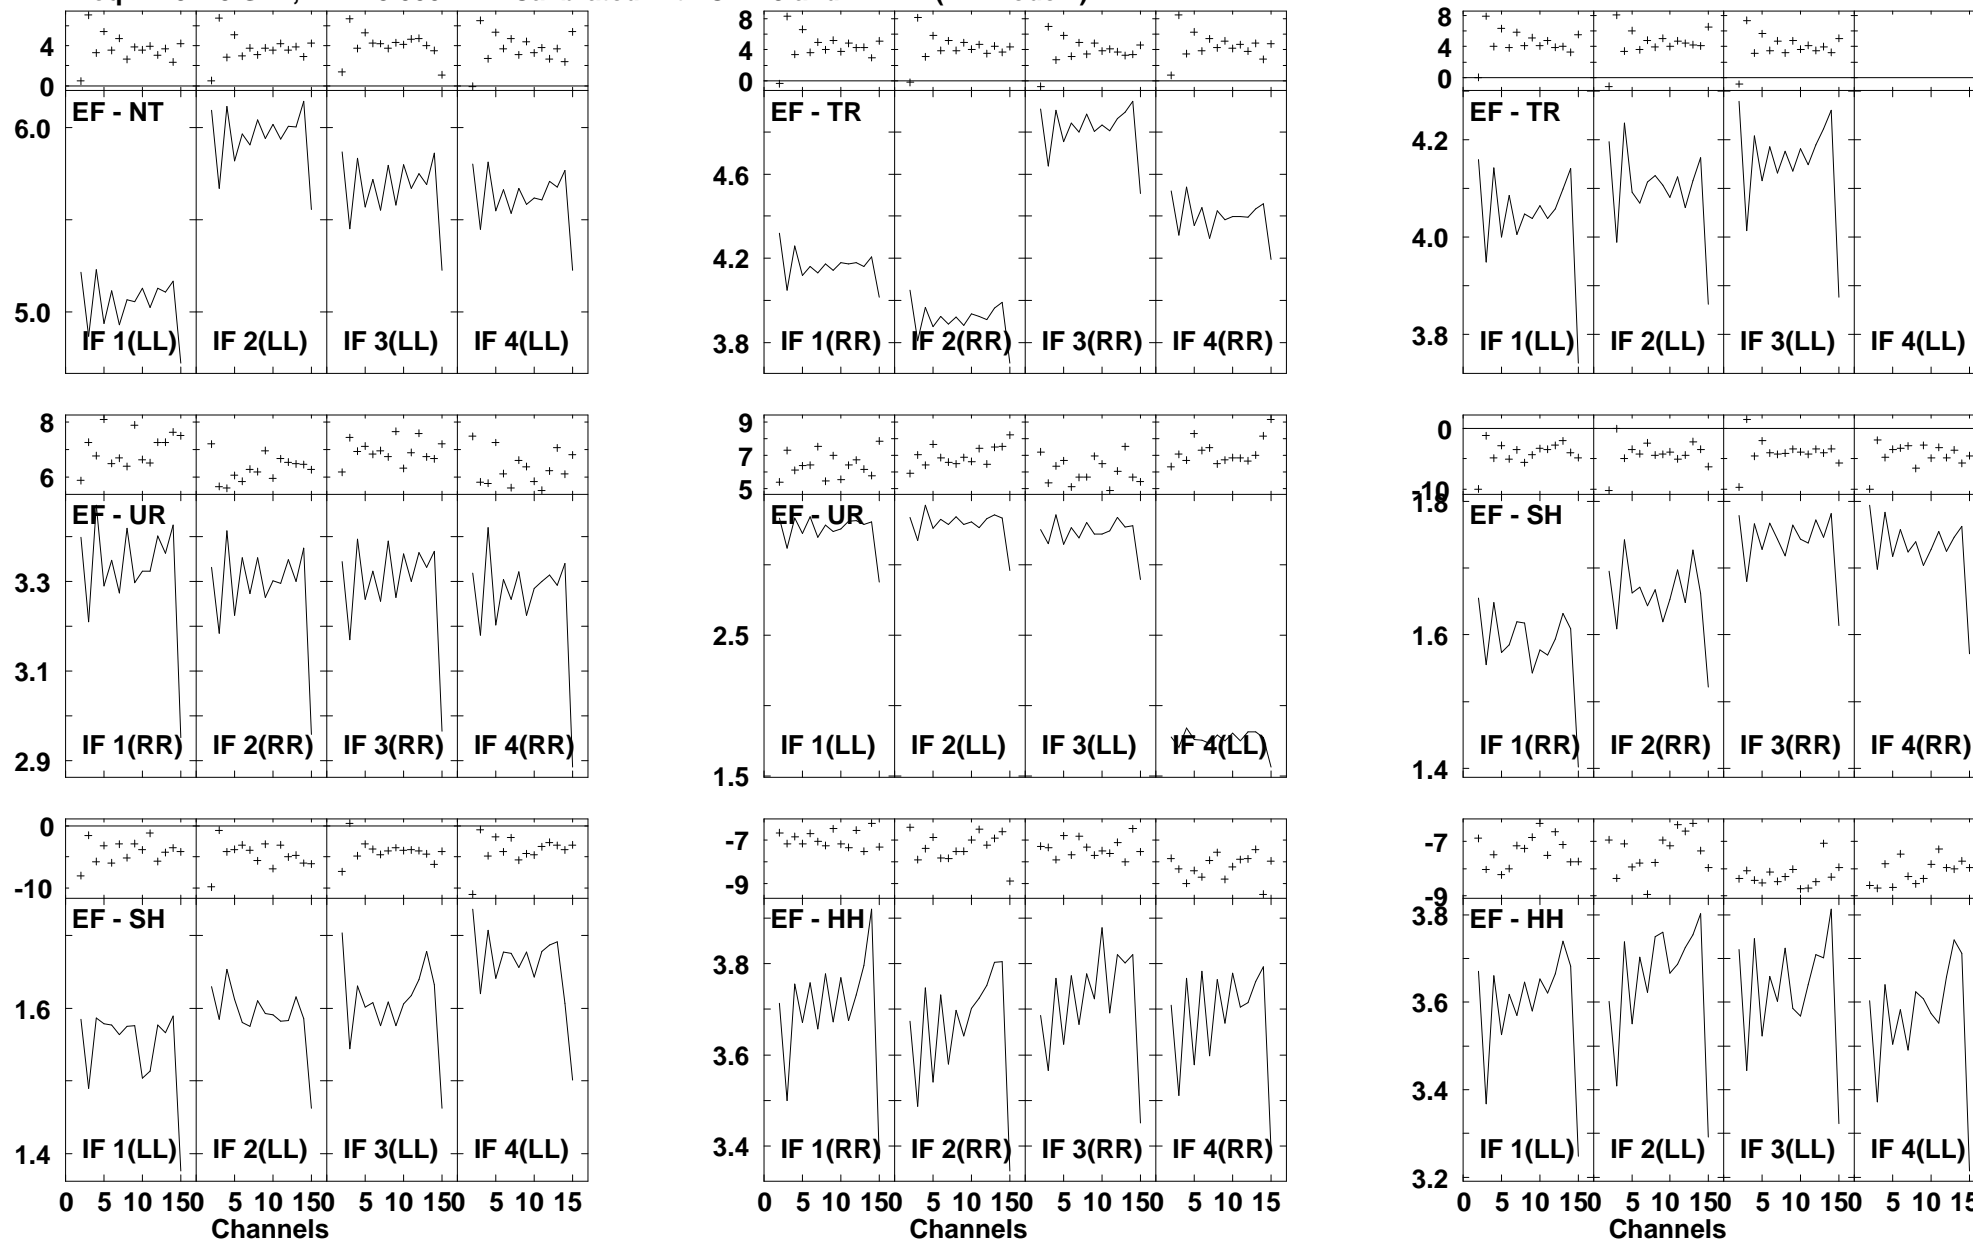 8 8
4 4 4
0 0 0
EF - NT EF - TR EF - TR
6.0 4.6 4.2
5.0 4.2 4.0
3.8 3.8
IF 1(LL) IF 2(LL) IF 3(LL) IF 4(LL) IF 1(RR) IF 2(RR) IF 3(RR) IF 4(RR) IF 1(LL) IF 2(LL) IF 3(LL) IF 4(LL)
8 9 0
6 7
5 -10
EF - UR EF - UR EF - SH
1.8
3.3 2.5 1.6
3.1
2.9 1.5 1.4
IF 1(RR) IF 2(RR) IF 3(RR) IF 4(RR) IF 1(LL) IF 2(LL) IF 3(LL) IF 4(LL) IF 1(RR) IF 2(RR) IF 3(RR) IF 4(RR)
0 -7 -7
-10 -9 -9
EF - SH EF - HH EF - HH
3.8 3.8
1.6 3.6 3.6
1.4 3.4 3.4
3.2
IF 1(LL) IF 2(LL) IF 3(LL) IF 4(LL) IF 1(RR) IF 2(RR) IF 3(RR) IF 4(RR) IF 1(LL) IF 2(LL) IF 3(LL) IF 4(LL)
0 5 10 150 5 10 150 5 10 150 5 10 15 0 5 10 150 5 10 150 5 10 150 5 10 15 0 5 10 150 5 10 150 5 10 150 5 10
Channels Channels Channels